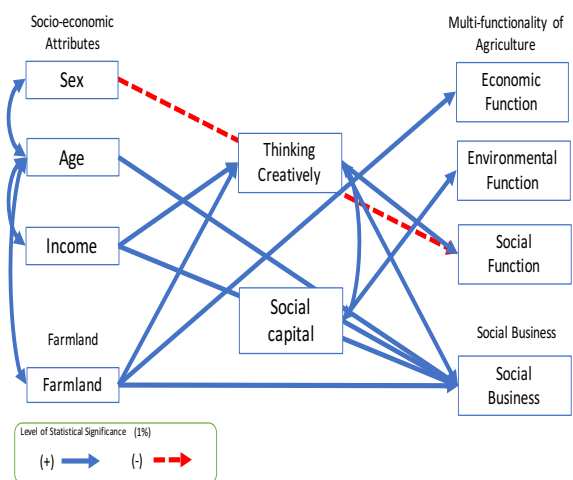 Socio-economic
Attributes
Multi-functionality of
Agriculture
Sex
Economic
Function
Age
Thinking
Creatively
Environmental
Function
Income
Social
Function
Social
capital
Farmland
Social Business
Farmland
Social
Business
Level of Statistical Significance (1%)
(+) (-)